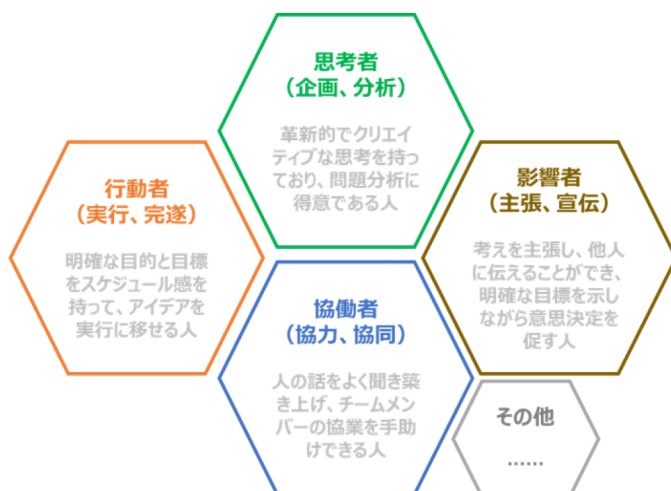 思考者
（企画、分析）
革新的でクリエイ
ティブな思考を持っ
ており、問題分析に
得意である人
行動者
（実行、完遂）
明確な目的と目標
をスケジュール感を
持って、アイデアを
実行に移せる人
影響者
（主張、宣伝）
考えを主張し、他人
に伝えることができ、
明確な目標を示し
ながら意思決定を
促す人
協働者
（協力、協同）
人の話をよく聞き築
き上げ、チームメン
バーの協業を手助
けできる人
その他
……